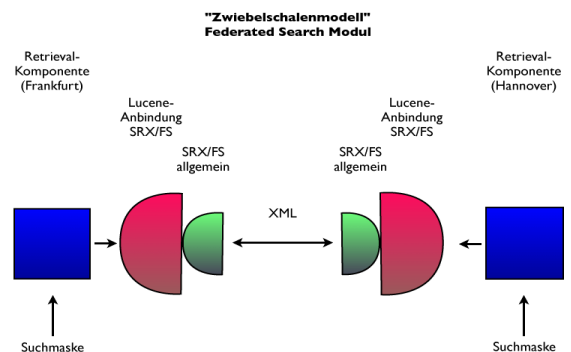 "Zwiebelschalenmodell"
Federated Search Modul
Retrieval-
Komponente
(Frankfurt)
Lucene-
Anbindung
SRX/FS
SRX/FS
allgemein
XML
SRX/FS
allgemein
Lucene-
Anbindung
SRX/FS
Retrieval-
Komponente
(Hannover)
Suchmaske
Suchmaske